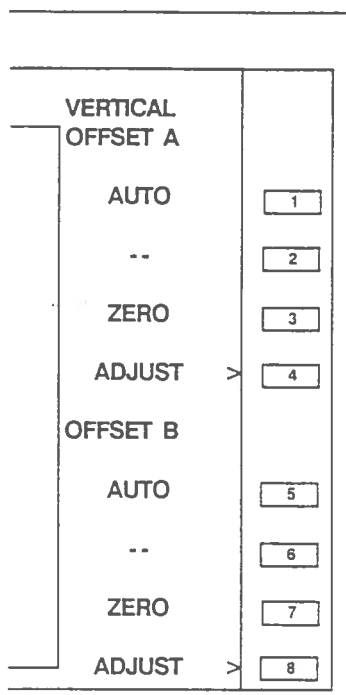 VERTICAL
OFFSET A
AUTO 1
-- 2
ZERO 3
ADJUST > 4
OFFSET B
AUTO 5
-- 6
ZERO 7
ADJUST > 8